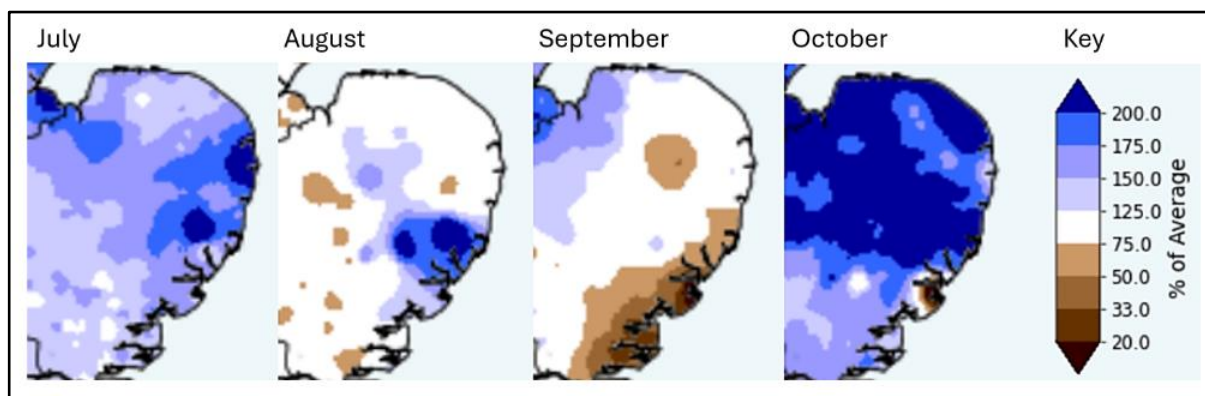 July
August
September
October
Key
200.0
175.0
150.0
125.0
75.0
50.0
33.0
20.0
% of Average